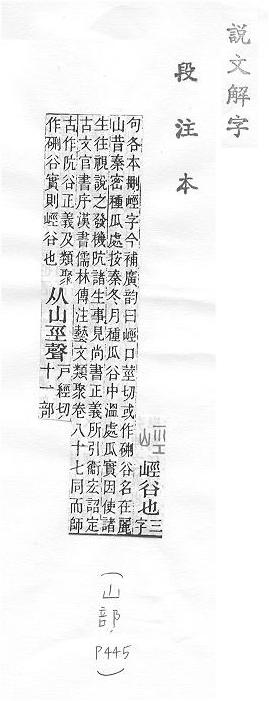 說文解字
段注本
𡷨谷也三字
句各本刪𡷨字今補廣韵曰𡷨口莖切或作硎谷名在麗
山昔秦密種瓜處按秦冬月種瓜谷中溫處瓜實因使諸
生往視說之發機阬諸生事見尚書正義所引衞宏詔定
古文官書序漢書儒林傳注藝文類聚卷八十七同而師
古作阬谷正義及類聚
作硎谷實則𡷨谷也
从山巠聲
戶經切
十一部
(山部, P445)